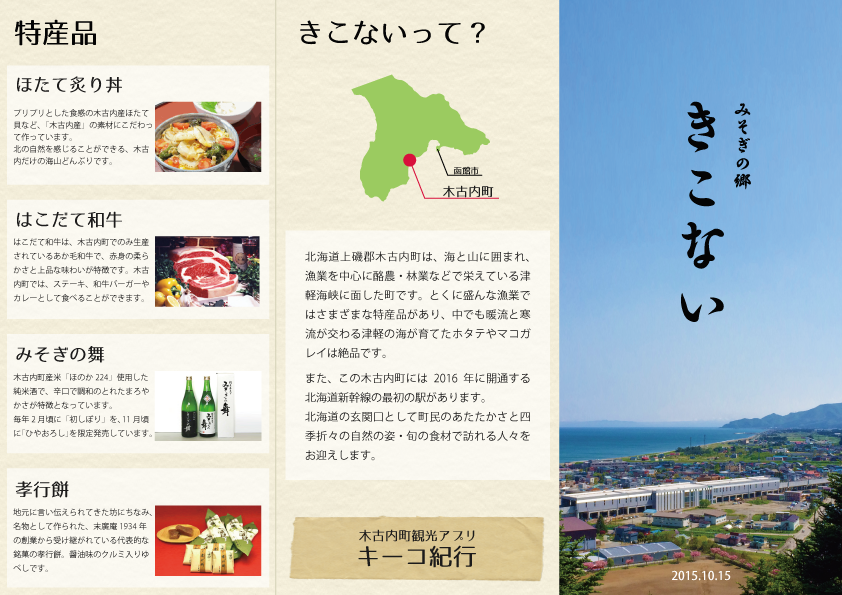 特産品
ほたて炙り丼
プリプリとした食感の木古内産ほたて
貝など、「木古内産」の素材にこだわっ
て作っています。
北の自然を感じることができる、木古
内だけの海山どんぶりです。
はこだて和牛
はこだて和牛は、木古内町でのみ生産
されているあか毛和牛で、赤身の柔ら
かさと上品な味わいが特徴です。木古
内町では、ステーキ、和牛バーガーや
カレーとして食べることができます。
みそぎの舞
木古内町産米「ほのか224」使用した
純米酒で、辛口で調和のとれたまろや
かさが特徴となっています。
毎年2月頃に「初しぼり」を、11月頃
に「ひやおろし」を限定発売しています。
孝行餅
地元に言い伝えられてきた坊にちなみ、
名物として作られた、末廣庵1934年
の創業から受け継がれている代表的な
銘菓の孝行餅。醤油味のクルミ入りゆ
べしです。
きこないって？
函館市
木古内町
北海道上磯郡木古内町は、海と山に囲まれ、
漁業を中心に酪農・林業などで栄えている津
軽海峡に面した町です。とくに盛んな漁業で
はさまざまな特産品があり、中でも暖流と寒
流が交わる津軽の海が育てたホタテやマコガ
レイは絶品です。
また、この木古内町には2016年に開通する
北海道新幹線の最初の駅があります。
北海道の玄関口として町民のあたたかさと四
季折々の自然の姿・旬の食材で訪れる人々を
お迎えします。
木古内町観光アプリ
キーコ紀行
みそぎの郷
きこない
2015.10.15